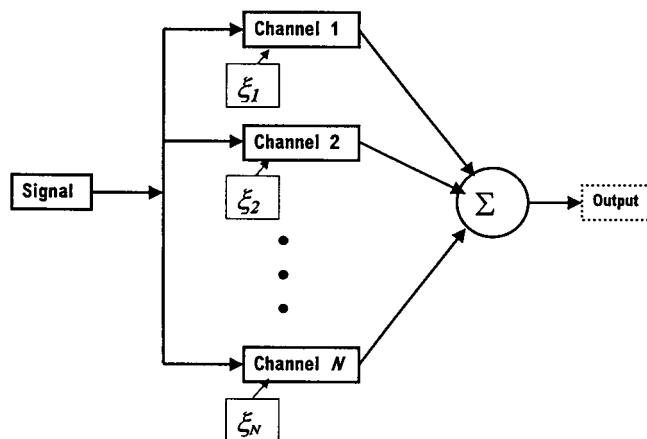 Channel 1
ξ1
Channel 2
ξ2
Signal
Σ
Output
Channel N
ξN